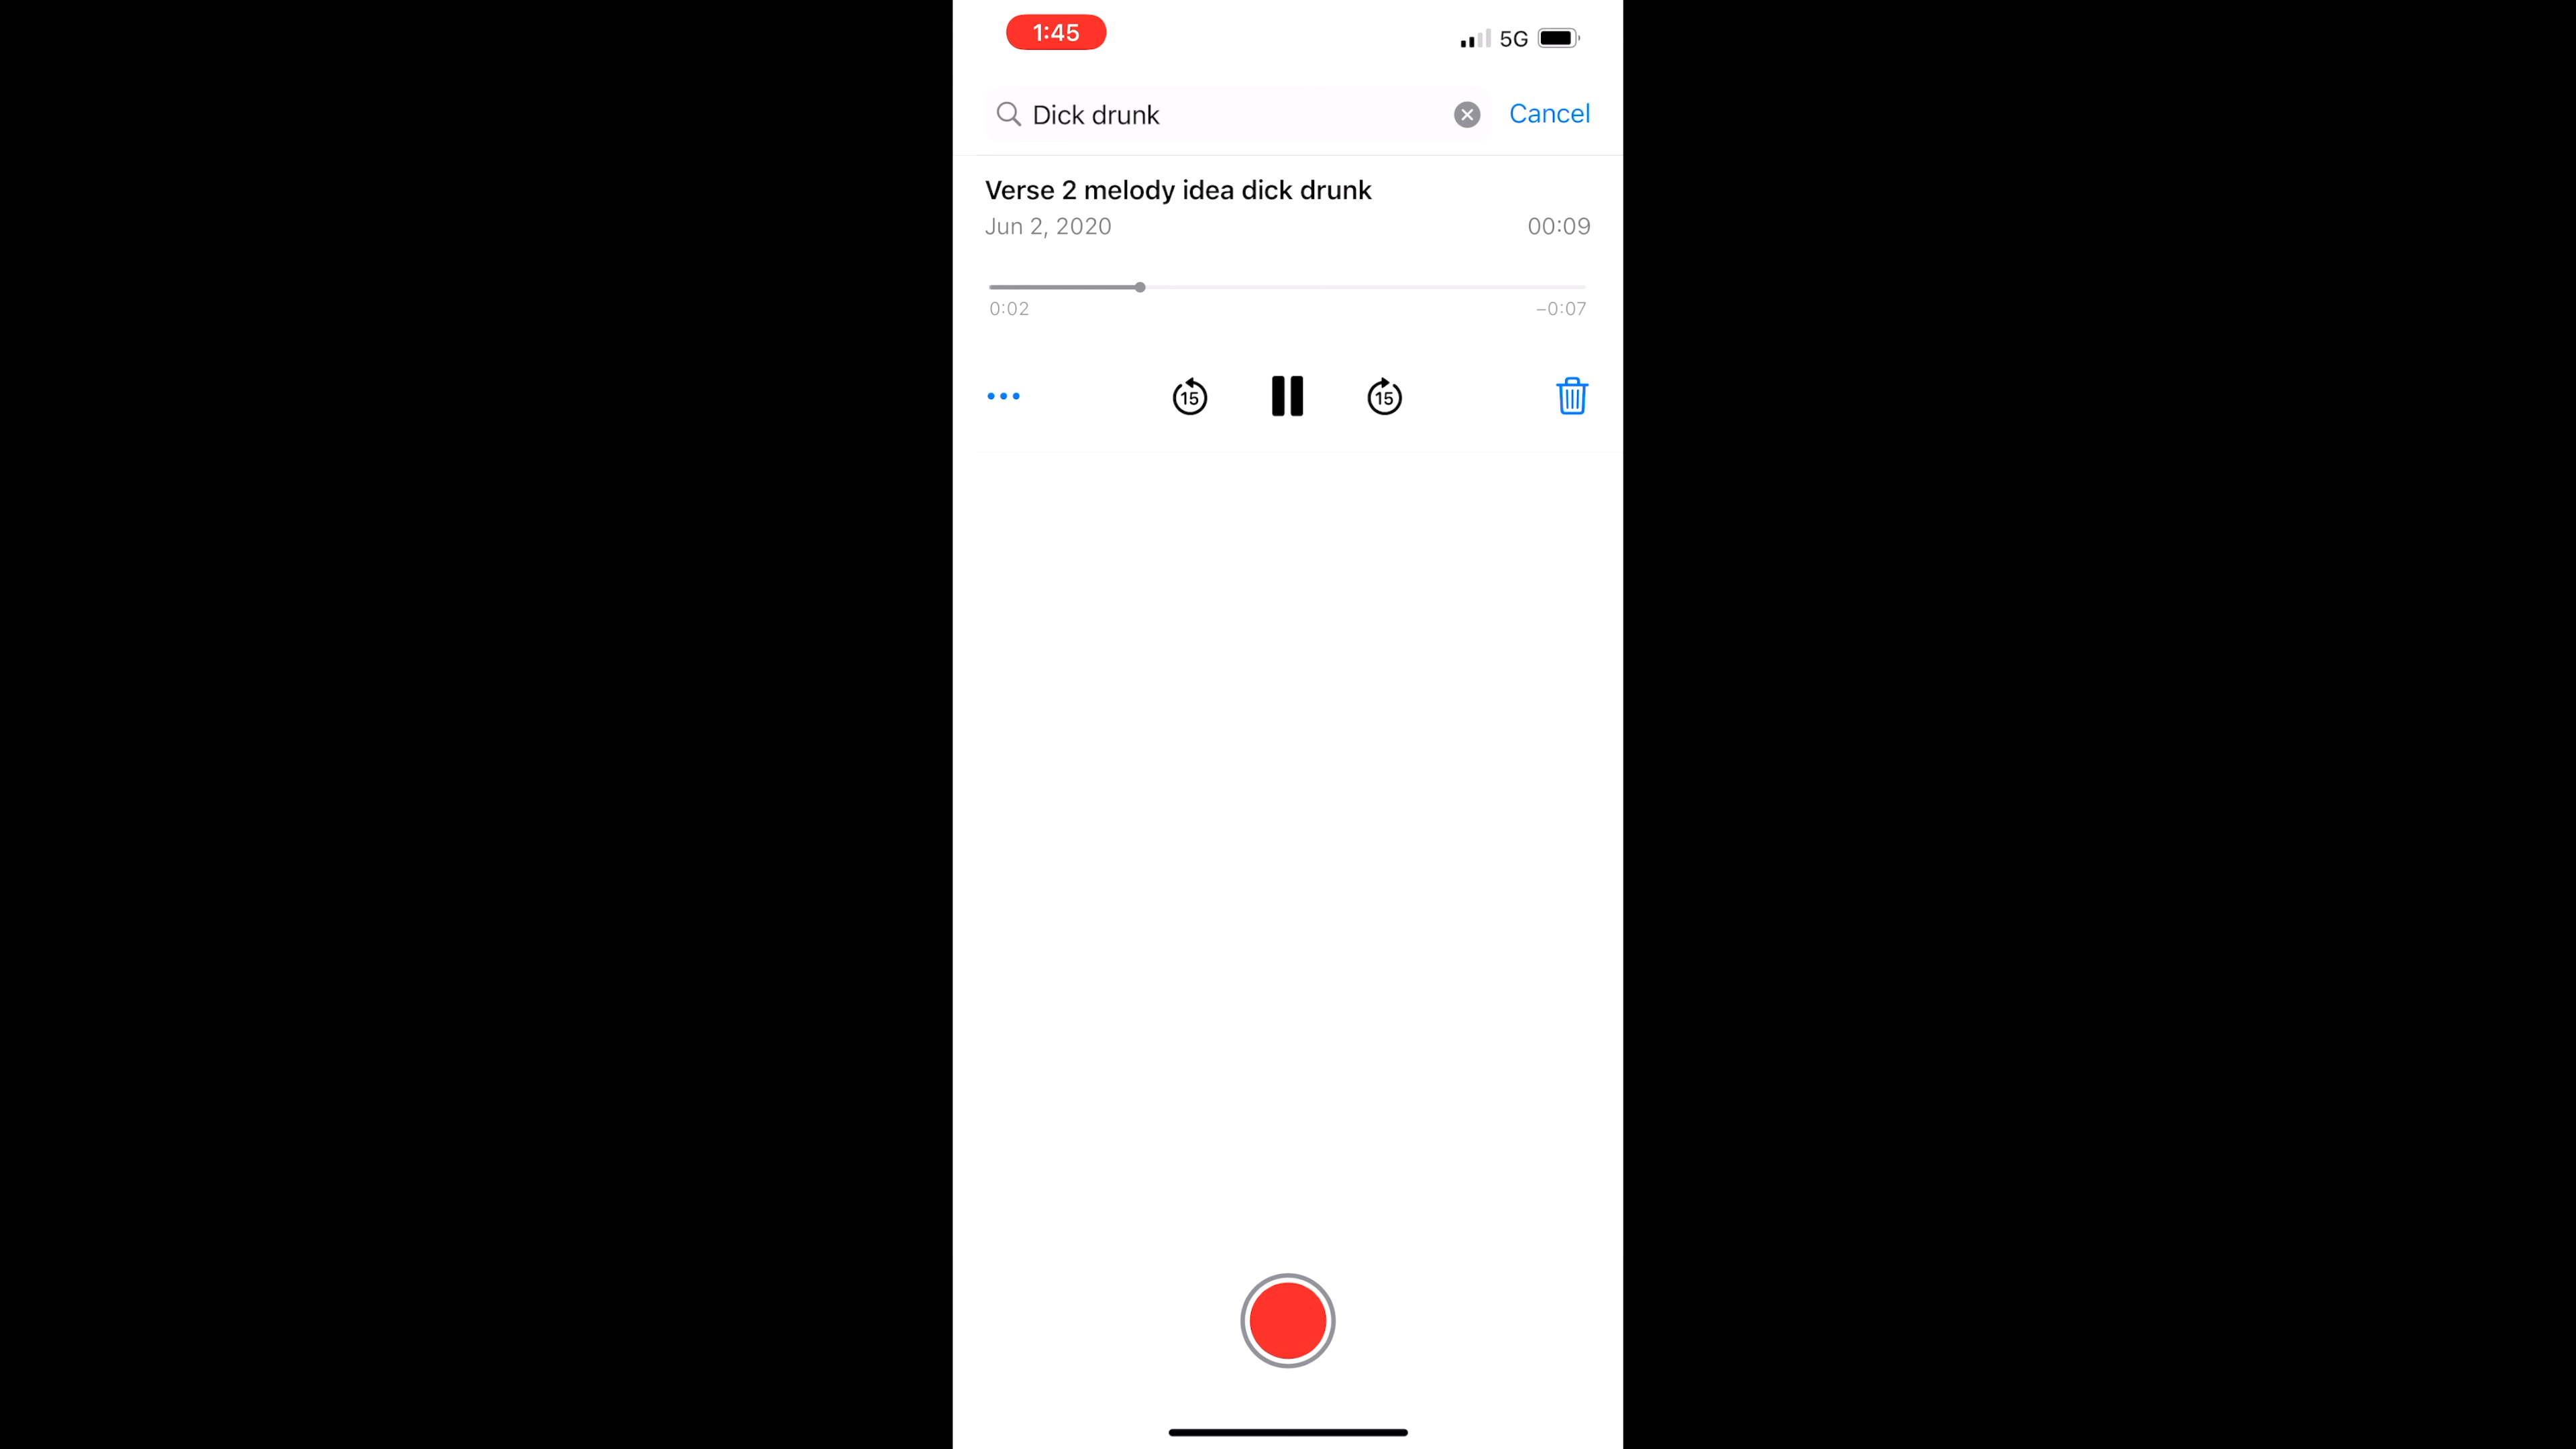 1:45
5G
Dick drunk
Cancel
Verse 2 melody idea dick drunk
Jun 2, 2020
00:09
0:02
–0:07
15
15